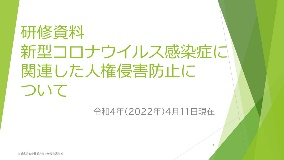 研修資料
新型コロナウイルス感染症に
関連した人権侵害防止に
ついて
令和4年(2022年)4月11日現在